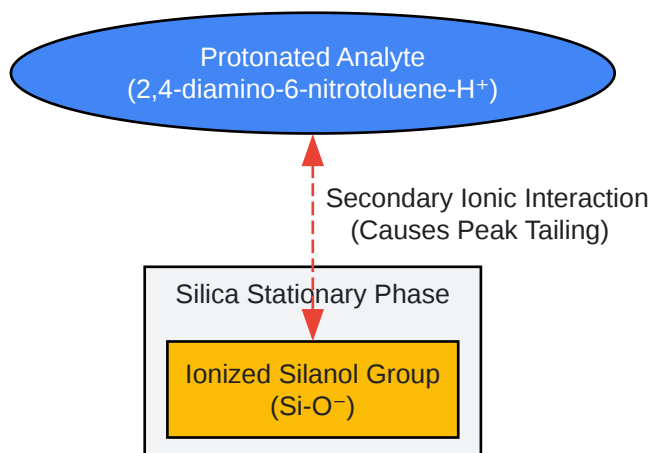 Protonated Analyte
(2,4-diamino-6-nitrotoluene-H⁺)
Secondary Ionic Interaction
(Causes Peak Tailing)
Silica Stationary Phase
Ionized Silanol Group
(Si-O⁻)